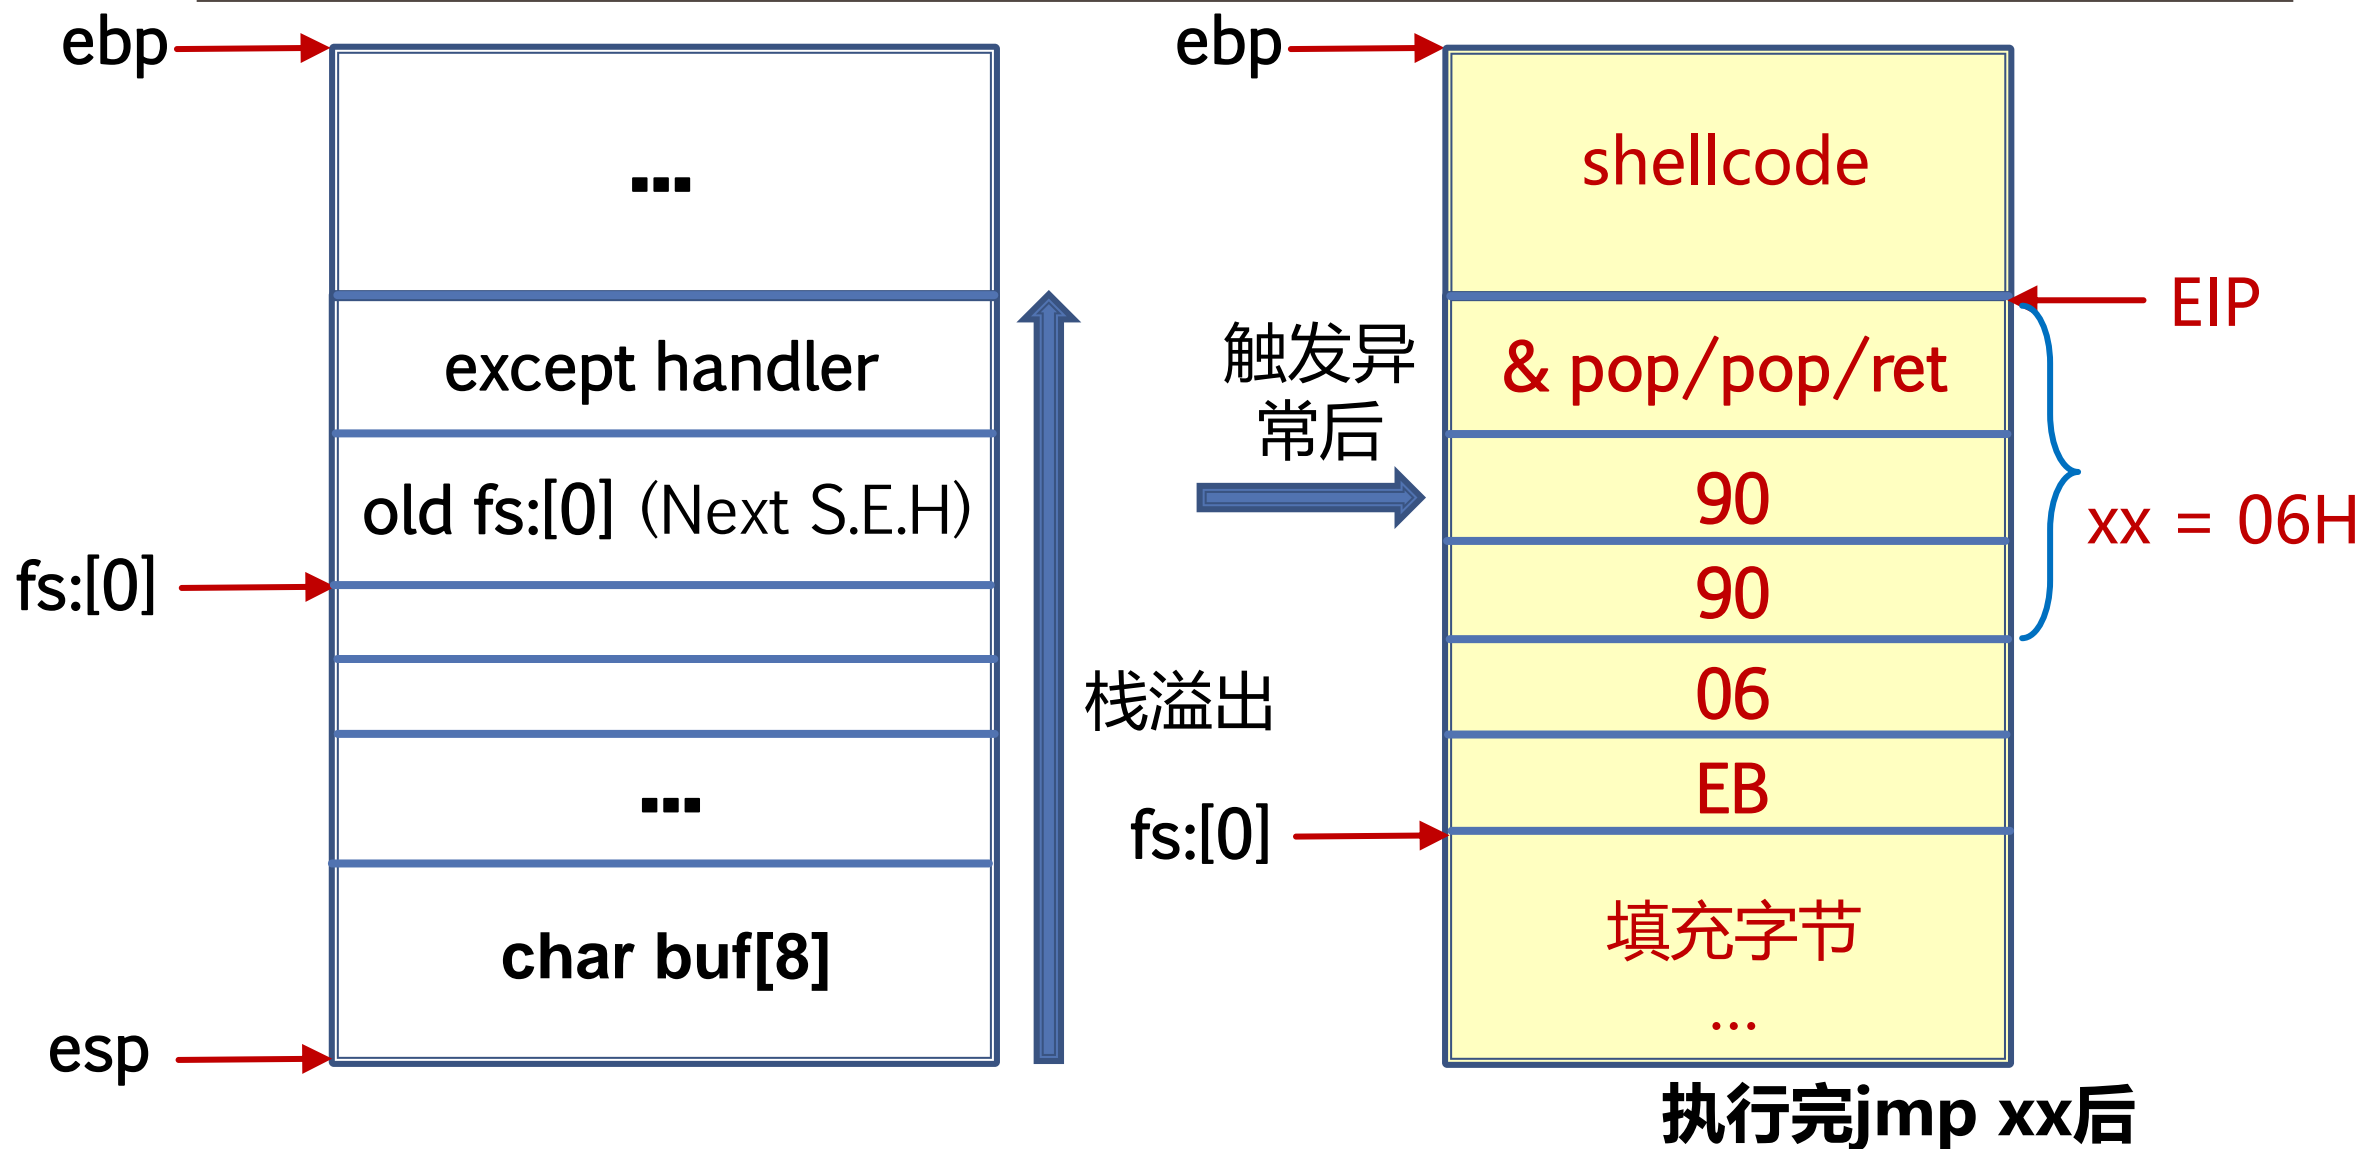 ebp
...
except handler
old fs:[0] (Next S.E.H)
fs:[0]
...
char buf[8]
esp
栈溢出
触发异
常后
ebp
shellcode
EIP
& pop/pop/ret
90
90
xx = 06H
06
EB
fs:[0]
填充字节
...
执行完jmp xx后